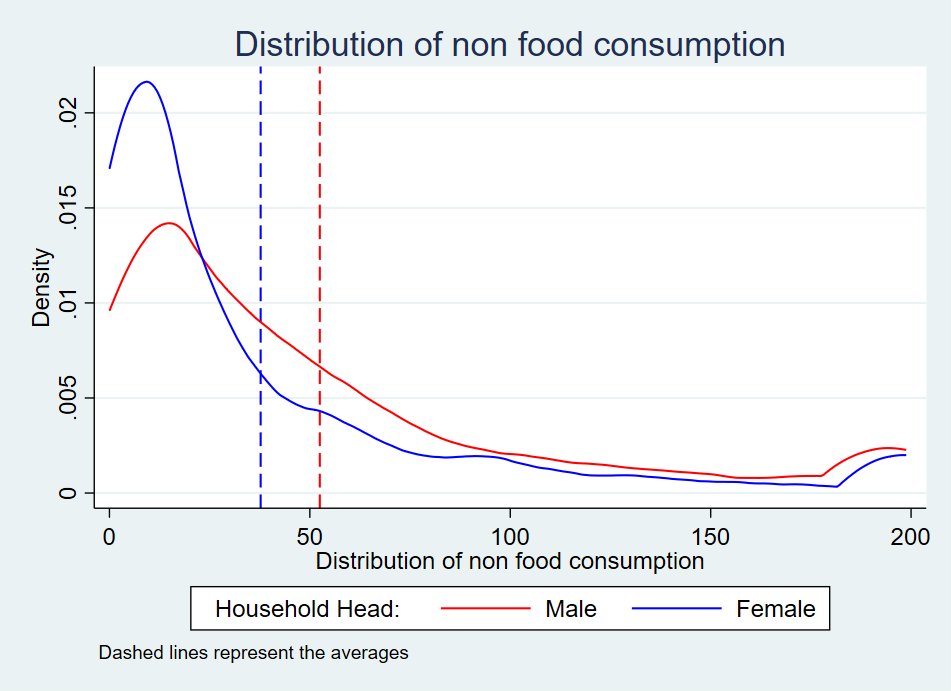 Distribution of non food consumption
.02
.015
.01
.005
0
Density
0 50 100 150 200
Distribution of non food consumption
Household Head: Male Female
Dashed lines represent the averages